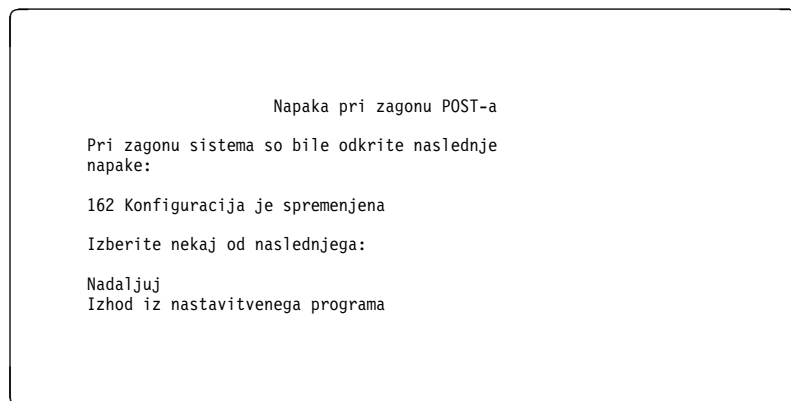 Napaka pri zagonu POST-a
Pri zagonu sistema so bile odkrite naslednje
napake:
162 Konfiguracija je spremenjena
Izberite nekaj od naslednjega:
Nadaljuj
Izhod iz nastavitvenega programa